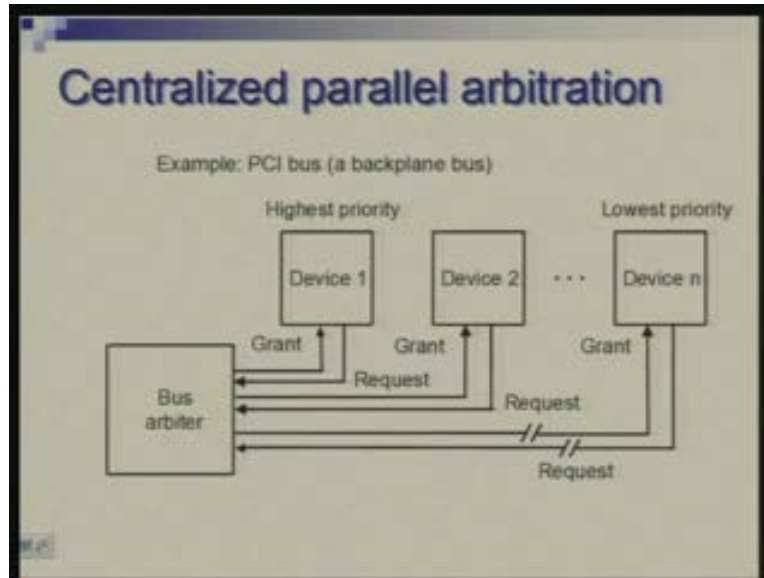 Centralized parallel arbitration
Example: PCI bus (a backplane bus)
Highest priority
Lowest priority
Device 1
Device 2
...
Device n
Grant
Grant
Grant
Bus
arbiter
Request
Request
Request